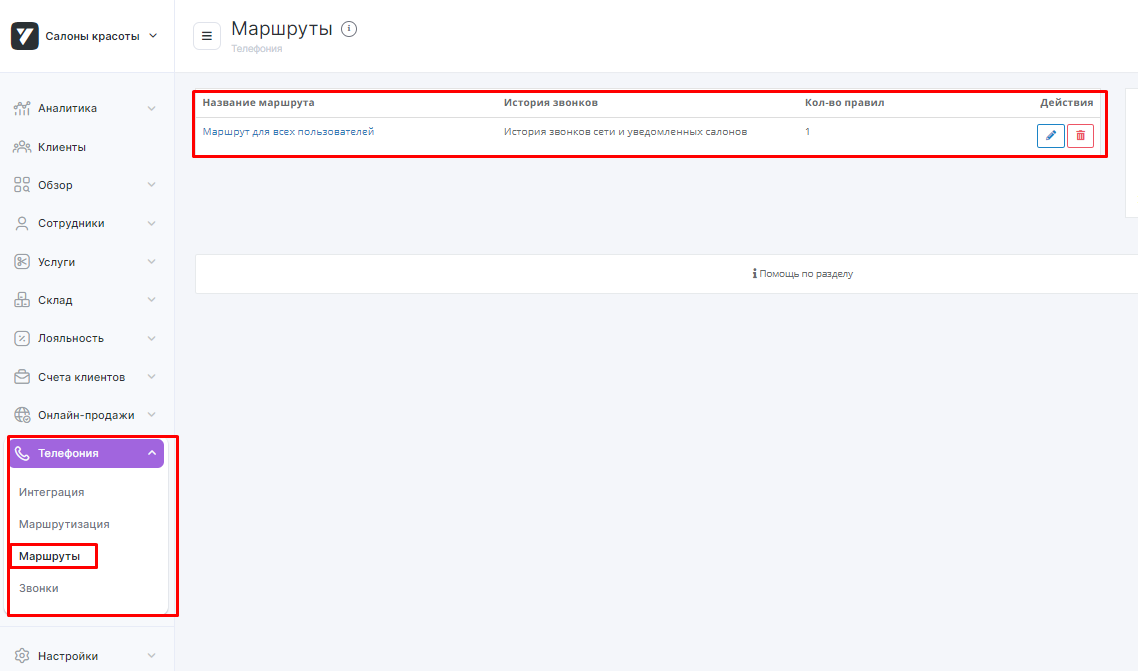 Салоны красоты
Маршруты
Телефония
Аналитика
Клиенты
Обзор
Сотрудники
Услуги
Склад
Лояльность
Счета клиентов
Онлайн-продажи
Телефония
Интеграция
Маршрутизация
Маршруты
Звонки
Настройки
Название маршрута История звонков Кол-во правил Действия
Маршрут для всех пользователей История звонков сети и уведомленных салонов 1
Помощь по разделу